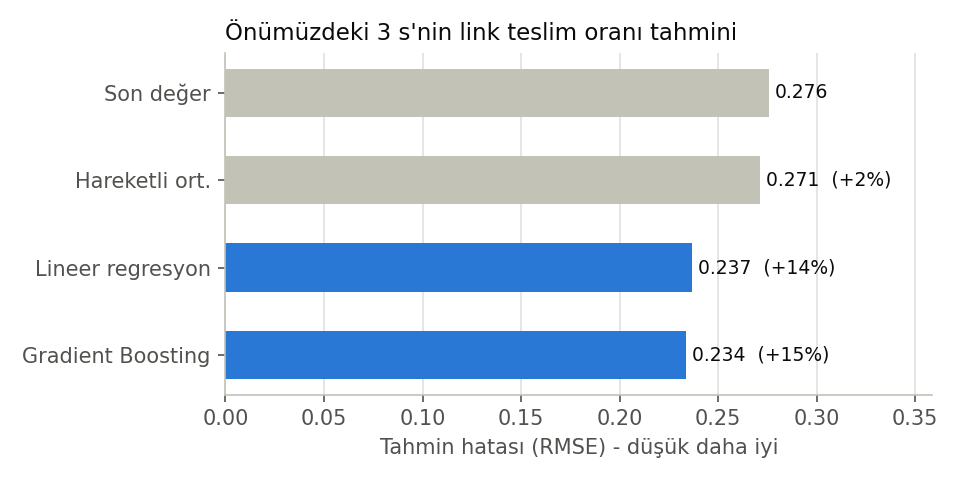 Önümüzdeki 3 s'nin link teslim oranı tahmini
Son değer
0.276
Hareketli ort.
0.271 (+2%)
Lineer regresyon
0.237 (+14%)
Gradient Boosting
0.234 (+15%)
0.00 0.05 0.10 0.15 0.20 0.25 0.30 0.35
Tahmin hatası (RMSE) - düşük daha iyi